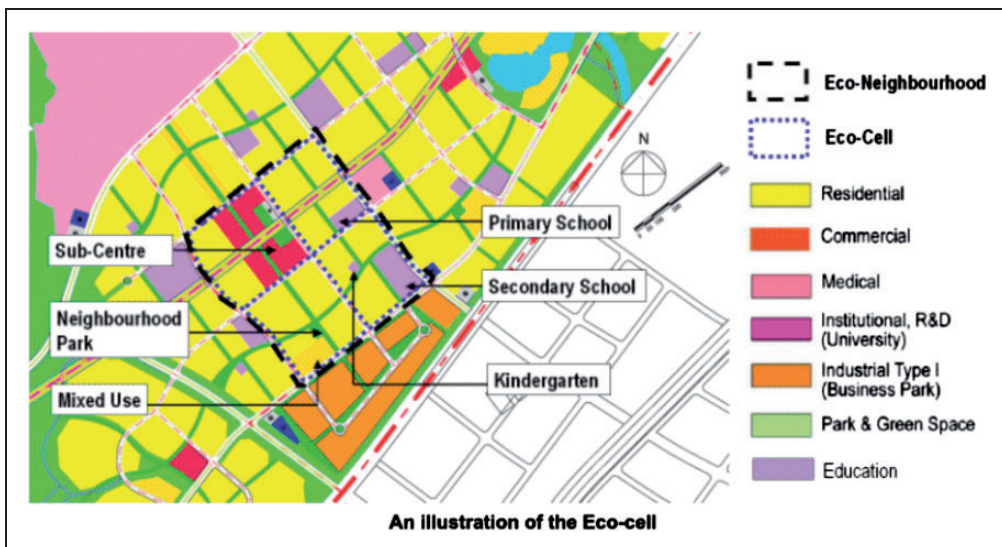 Sub-Centre
Neighbourhood
Park
Mixed Use
Primary School
Secondary School
Kindergarten
N
Eco-Neighbourhood
Eco-Cell
Residential
Commercial
Medical
Institutional, R&D
(University)
Industrial Type I
(Business Park)
Park & Green Space
Education
An illustration of the Eco-cell